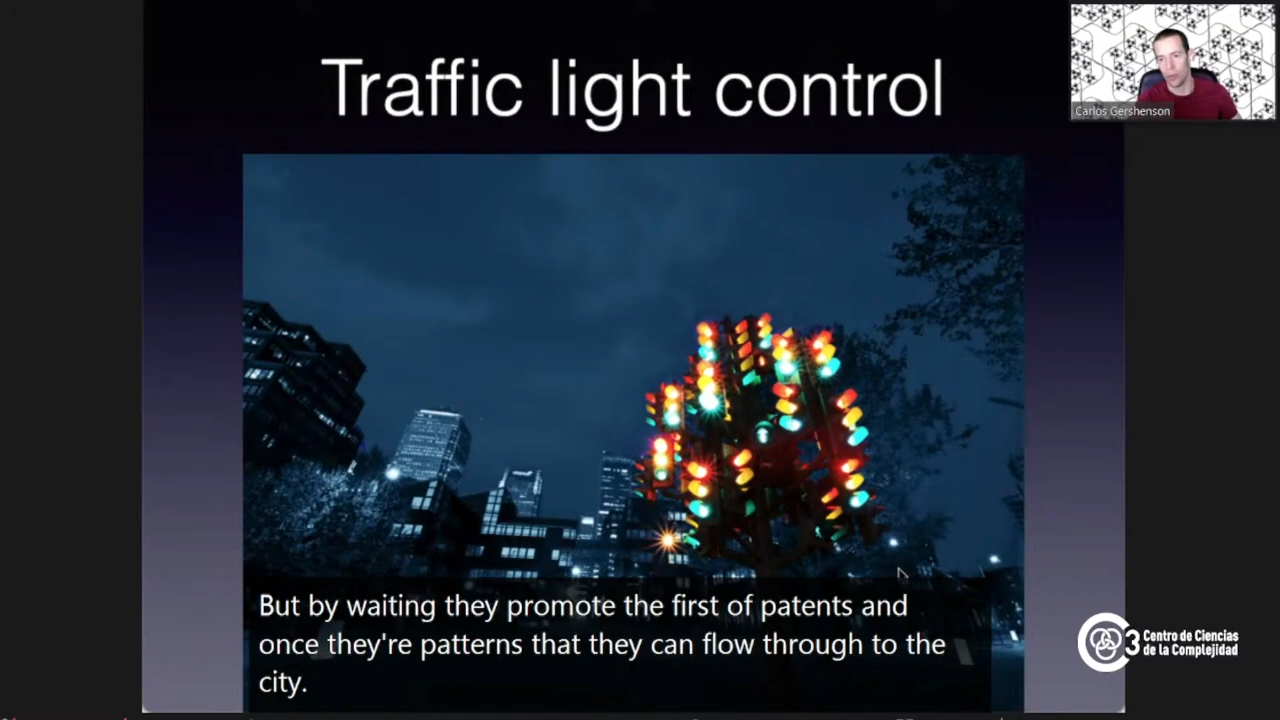 Traffic light control
Carlos Gershenson
But by waiting they promote the first of patents and
once they're patterns that they can flow through to the
city.
3 Centro de Ciencias
de la Complejidad